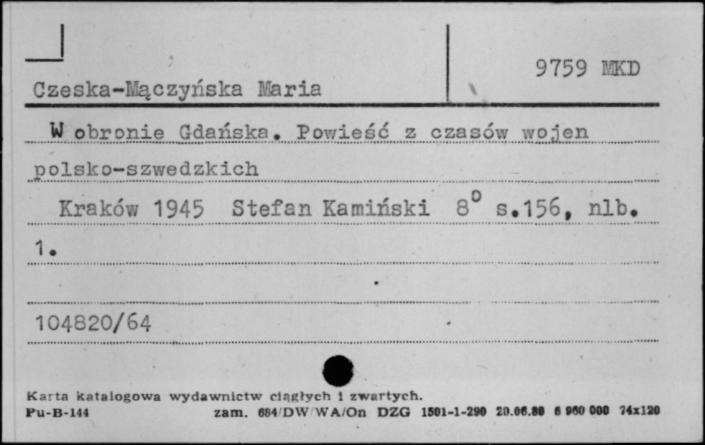 9759 MKD
Czeska-Mączyńska Maria
W obronie Gdańska. Powieść z czasów wojen
polsko-szwedzkich
Kraków 1945 Stefan Kamiński 8° s.156, nlb.
1.
104820/64
Karta katalogowa wydawnictw ciągłych i zwartych.
Pu-B-144 zam. 684/DW/WA/On DZG 1501-1-290 20.06.80 6 960 000 74x120